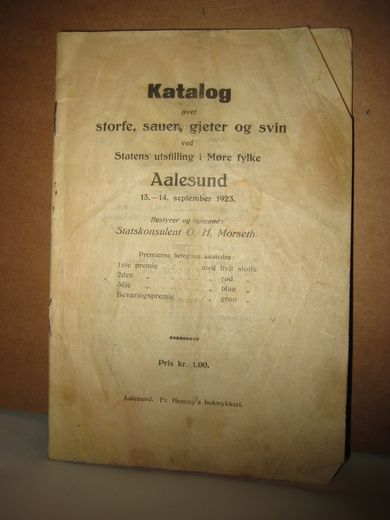 Katalog
over
storfe, sauer, gjeter og svin
ved
Statens utstilling i Møre fylke
Aalesund
13.—14. september 1923.
Bestyrer og opmand:
Statskonsulent O. H. Morseth.
Premierne betegnes saaledes:
1ste premie . . . . . . med hvit sløife
„ 2den „ . . . . . . „ rød „
„ 3dje „ . . . . . . „ blaa „
Bevaringspremie . . . . „ grøn „
Pris kr. 1.00.
Aalesund. Fr. Hemmy's boktrykkeri.